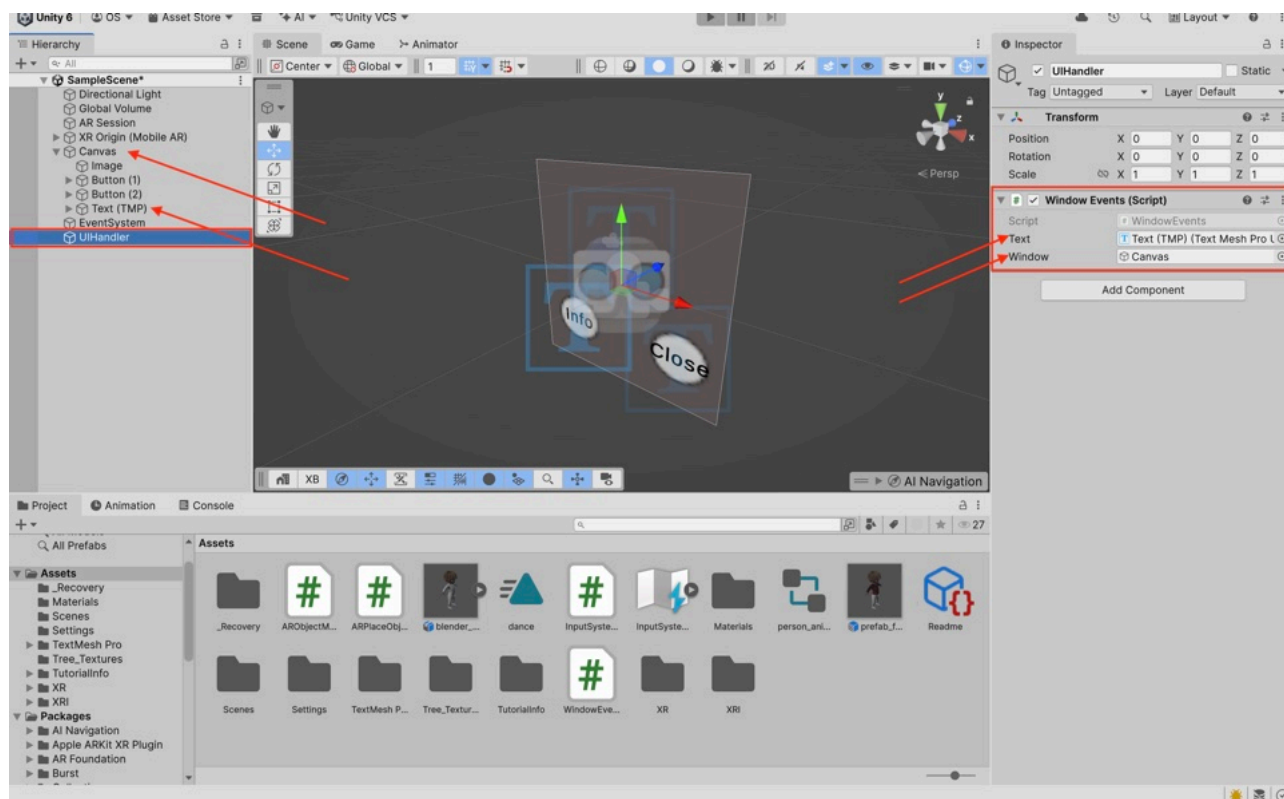 Unity 6 OS Asset Store AI Unity VCS Layout
Hierarchy
All
SampleScene*
Directional Light
Global Volume
AR Session
XR Origin (Mobile AR)
Canvas
Image
Button (1)
Button (2)
Text (TMP)
EventSystem
UIHandler
Scene Game Animator
Center Global 1
y
z
x
Persp
Info
Close
XB
AI Navigation
Inspector
UIHandler Static
Tag Untagged Layer Default
Transform
Position X 0 Y 0 Z 0
Rotation X 0 Y 0 Z 0
Scale X 1 Y 1 Z 1
# Window Events (Script)
Script # WindowEvents
Text T Text (TMP) (Text Mesh Pro U
Window Canvas
Add Component
Project Animation Console
27
All Prefabs
Assets
_Recovery
Materials
Scenes
Settings
TextMesh Pro
Tree_Textures
TutorialInfo
XR
XRI
Packages
AI Navigation
Apple ARKit XR Plugin
AR Foundation
Burst
Assets
# # #
_Recovery ARObjectM... ARPlaceObj... blender_... dance InputSyste... InputSyste... Materials person_ani... prefab_f... Readme
#
Scenes Settings TextMesh P... Tree_Textur... TutorialInfo WindowEve... XR XRI